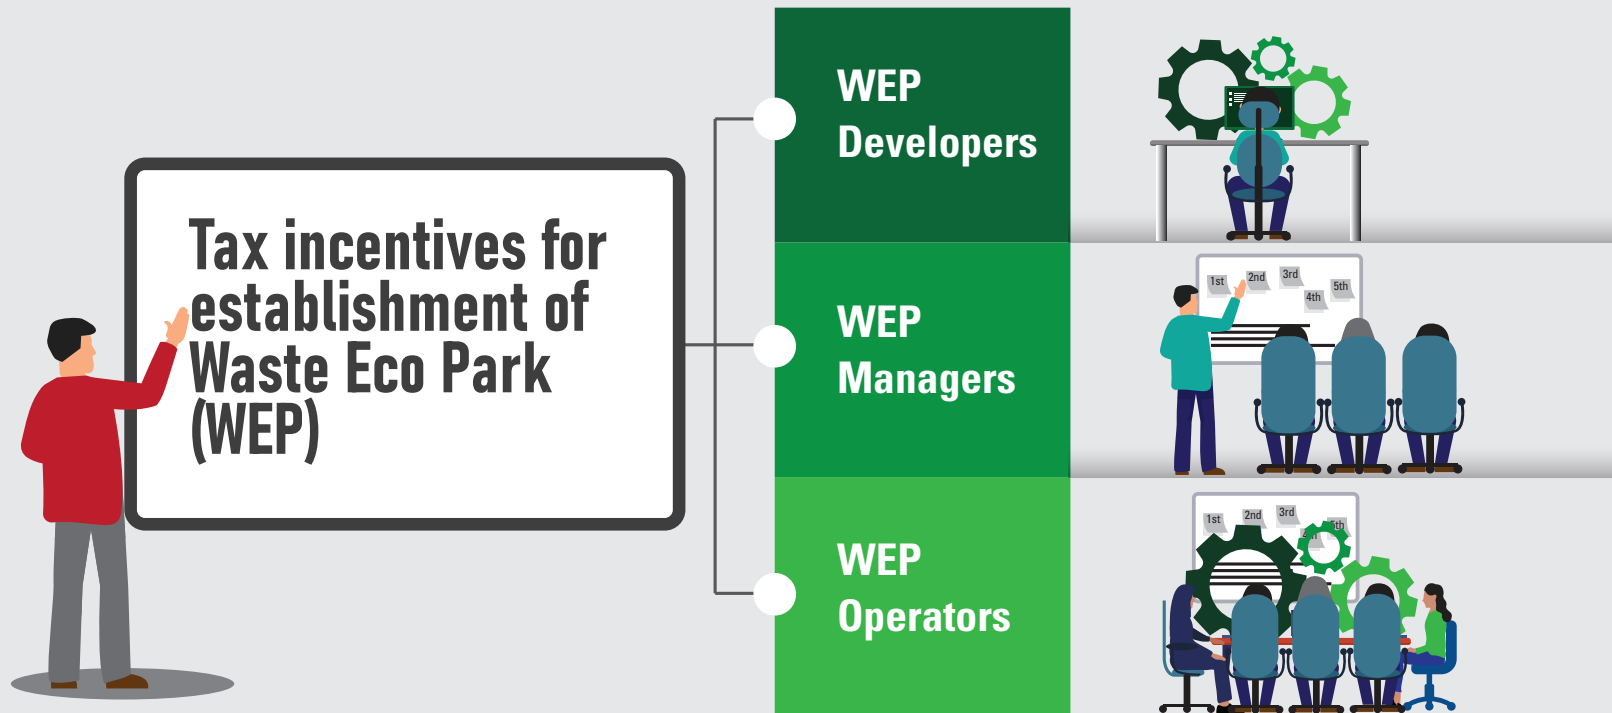 Tax incentives for
establishment of
Waste Eco Park
(WEP)
WEP
Developers
WEP
Managers
1st
2nd
3rd
4th
5th
WEP
Operators
1st
2nd
3rd